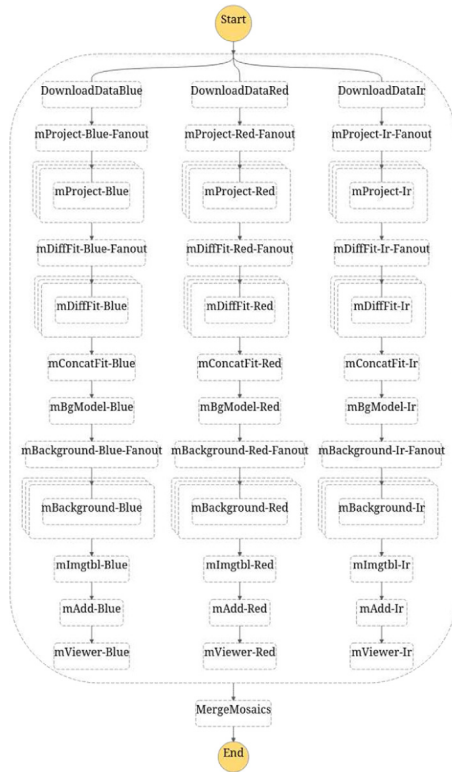 Start
DownloadDataBlue
DownloadDataRed
DownloadDataIr
mProject-Blue-Fanout
mProject-Red-Fanout
mProject-Ir-Fanout
mProject-Blue
mProject-Red
mProject-Ir
mDiffFit-Blue-Fanout
mDiffFit-Red-Fanout
mDiffFit-Ir-Fanout
mDiffFit-Blue
mDiffFit-Red
mDiffFit-Ir
mConcatFit-Blue
mConcatFit-Red
mConcatFit-Ir
mBgModel-Blue
mBgModel-Red
mBgModel-Ir
mBackground-Blue-Fanout
mBackground-Red-Fanout
mBackground-Ir-Fanout
mBackground-Blue
mBackground-Red
mBackground-Ir
mImgtbl-Blue
mImgtbl-Red
mImgtbl-Ir
mAdd-Blue
mAdd-Red
mAdd-Ir
mViewer-Blue
mViewer-Red
mViewer-Ir
MergeMosaics
End